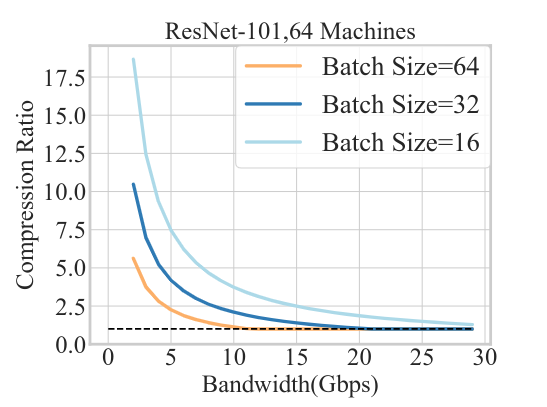 ResNet-101,64 Machines
Batch Size=64
Batch Size=32
Batch Size=16
Compression Ratio
17.5
15.0
12.5
10.0
7.5
5.0
2.5
0.0
0 5 10 15 20 25 30
Bandwidth(Gbps)